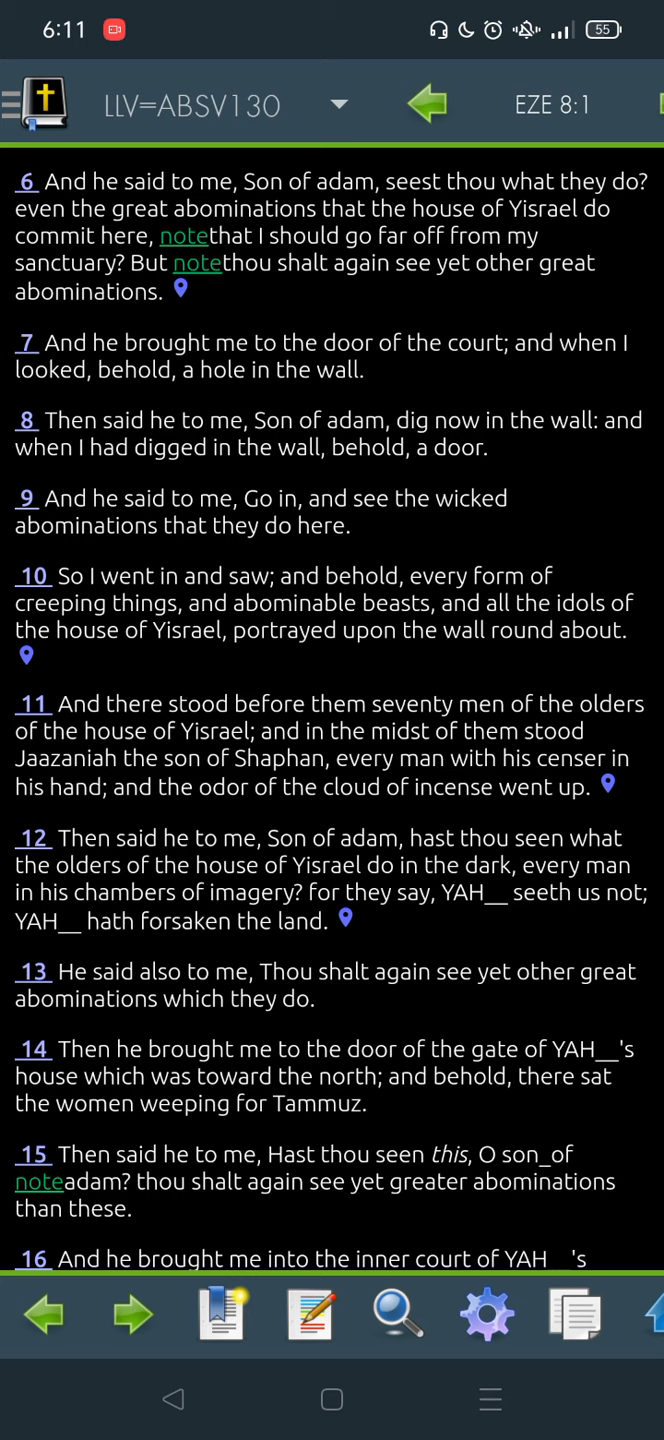 6:11
55
LLV=ABSV130
EZE 8:1
6 And he said to me, Son of adam, seest thou what they do?
even the great abominations that the house of Yisrael do
commit here, notethat I should go far off from my
sanctuary? But notethou shalt again see yet other great
abominations.
7 And he brought me to the door of the court; and when I
looked, behold, a hole in the wall.
8 Then said he to me, Son of adam, dig now in the wall: and
when I had digged in the wall, behold, a door.
9 And he said to me, Go in, and see the wicked
abominations that they do here.
10 So I went in and saw; and behold, every form of
creeping things, and abominable beasts, and all the idols of
the house of Yisrael, portrayed upon the wall round about.
11 And there stood before them seventy men of the olders
of the house of Yisrael; and in the midst of them stood
Jaazaniah the son of Shaphan, every man with his censer in
his hand; and the odor of the cloud of incense went up.
12 Then said he to me, Son of adam, hast thou seen what
the olders of the house of Yisrael do in the dark, every man
in his chambers of imagery? for they say, YAH__ seeth us not;
YAH__ hath forsaken the land.
13 He said also to me, Thou shalt again see yet other great
abominations which they do.
14 Then he brought me to the door of the gate of YAH__'s
house which was toward the north; and behold, there sat
the women weeping for Tammuz.
15 Then said he to me, Hast thou seen this, O son_of
noteadam? thou shalt again see yet greater abominations
than these.
16 And he brought me into the inner court of YAH__'s